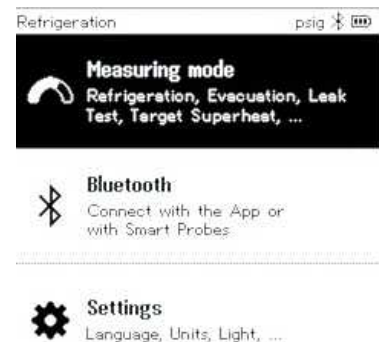 Refrigeration psig
Measuring mode
Refrigeration, Evacuation, Leak
Test, Target Superheat, ...
Bluetooth
Connect with the App or
with Smart Probes
Settings
Language, Units, Light, ...